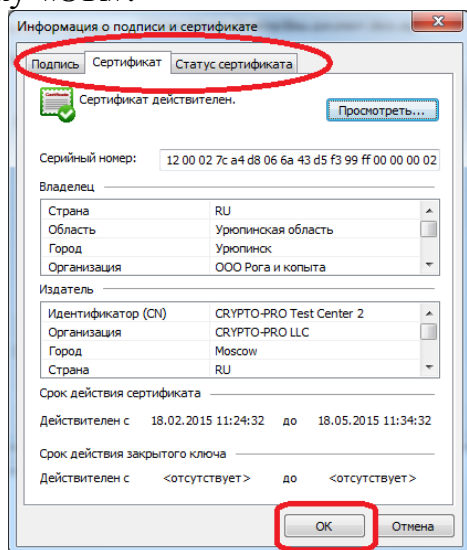 Информация о подписи и сертификате
Подпись Сертификат Статус сертификата
Сертификат действителен.
Просмотреть...
Серийный номер: 12 00 02 7c a4 d8 06 6a 43 d5 f3 99 ff 00 00 00 02
Владелец
Страна RU
Область Урюпинская область
Город Урюпинск
Организация ООО Рога и копыта
Издатель
Идентификатор (CN) CRYPTO-PRO Test Center 2
Организация CRYPTO-PRO LLC
Город Moscow
Страна RU
Срок действия сертификата
Действителен с 18.02.2015 11:24:32 до 18.05.2015 11:34:32
Срок действия закрытого ключа
Действителен с <отсутствует> до <отсутствует>
OK Отмена